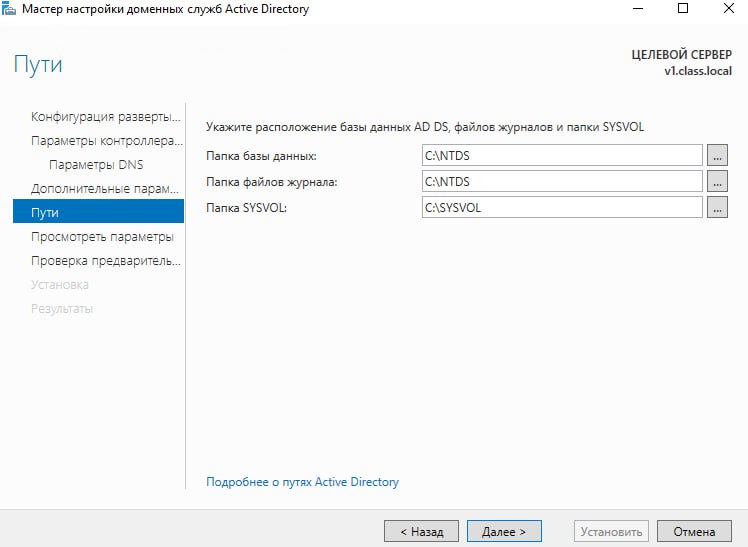 Мастер настройки доменных служб Active Directory
Пути
ЦЕЛЕВОЙ СЕРВЕР
v1.class.local
Конфигурация разверты...
Параметры контроллера...
Параметры DNS
Дополнительные парам...
Пути
Просмотреть параметры
Проверка предваритель...
Установка
Результаты
Укажите расположение базы данных AD DS, файлов журналов и папки SYSVOL
Папка базы данных: C:\NTDS ...
Папка файлов журнала: C:\NTDS ...
Папка SYSVOL: C:\SYSVOL ...
Подробнее о путях Active Directory
< Назад Далее > Установить Отмена